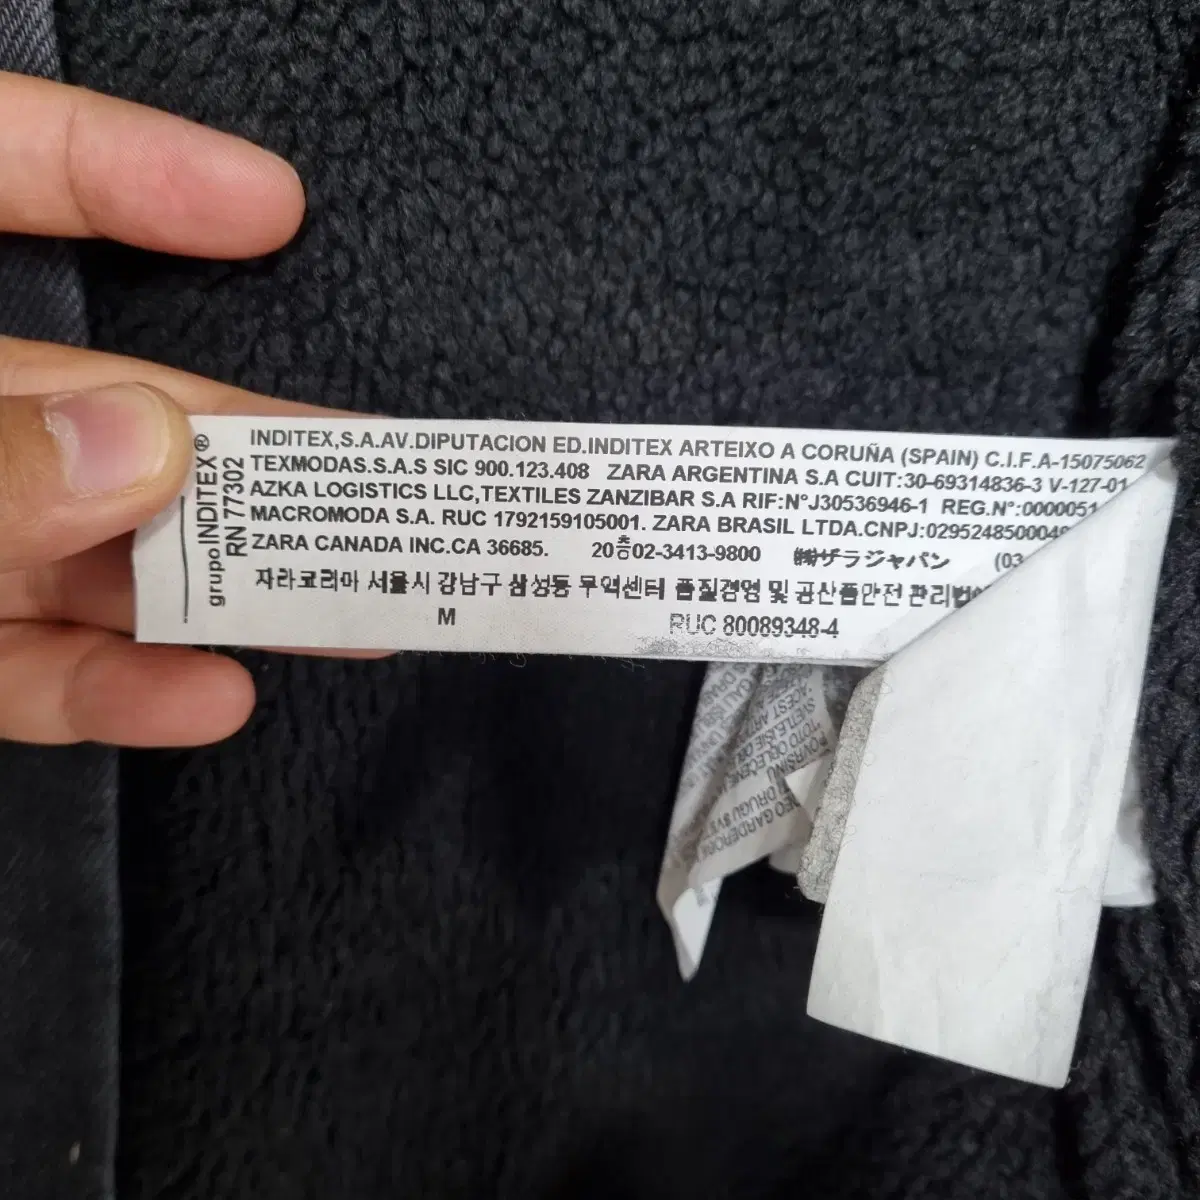 grupo INDITEX®
RN 77302
INDITEX,S.A.AV.DIPUTACION ED.INDITEX ARTEIXO A CORUÑA (SPAIN) C.I.F.A-15075062
TEXMODAS.S.A.S SIC 900.123.408 ZARA ARGENTINA S.A CUIT:30-69314836-3 V-127-01
AZKA LOGISTICS LLC,TEXTILES ZANZIBAR S.A RIF:N°J30536946-1 REG.N°:0000051
MACROMODA S.A. RUC 1792159105001. ZARA BRASIL LTDA.CNPJ:0295248500049
ZARA CANADA INC.CA 36685. 20층02-3413-9800 ㈱ザラジャパン (03
자라코리아 서울시 강남구 삼성동 무역센터 품질경영 및 공산품안전 관리법
M RUC 80089348-4